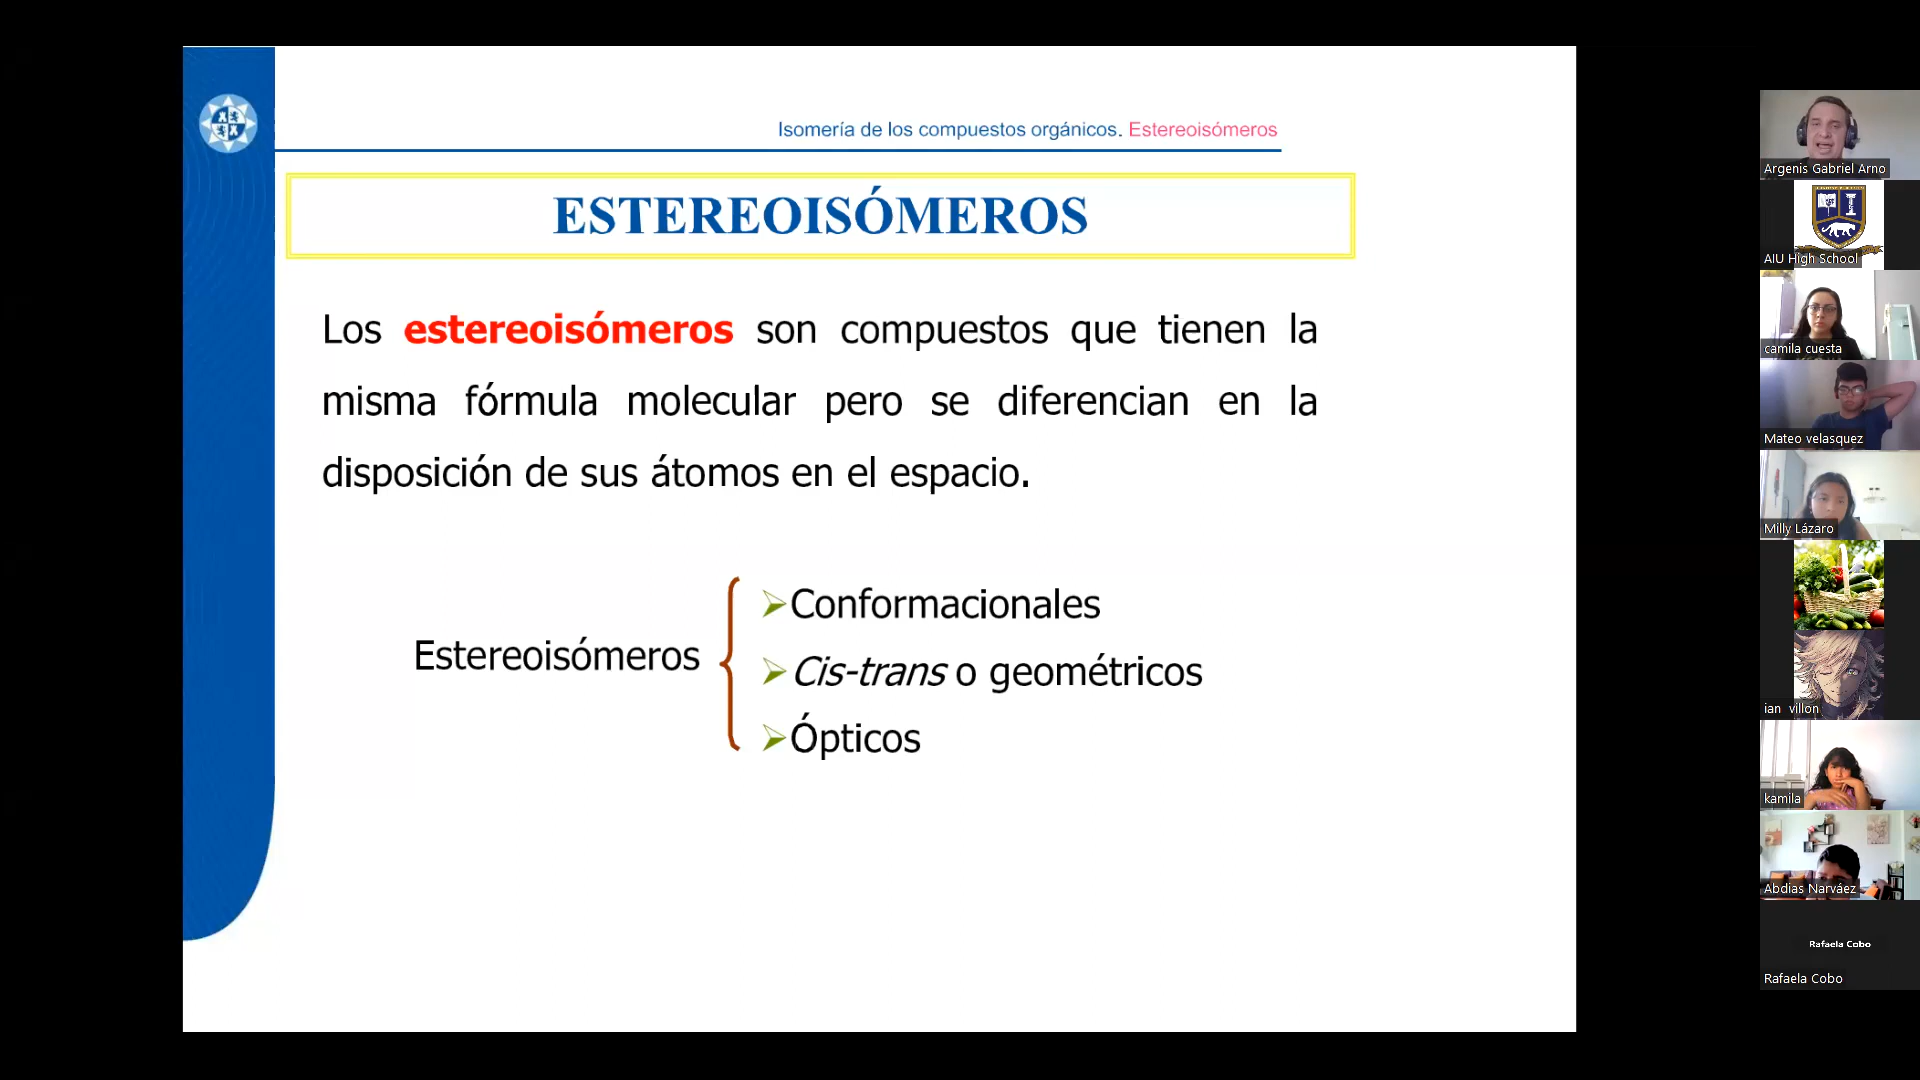 Isomería de los compuestos orgánicos. Estereoisómeros
ESTEREOISÓMEROS
Los estereoisómeros son compuestos que tienen la
misma fórmula molecular pero se diferencian en la
disposición de sus átomos en el espacio.
Estereoisómeros
Conformacionales
Cis-trans o geométricos
Ópticos
Argenis Gabriel Arno
AIU High School
camila cuesta
Mateo velasquez
Milly Lázaro
ian villon
kamila
Abdias Narváez
Rafaela Cobo
Rafaela Cobo